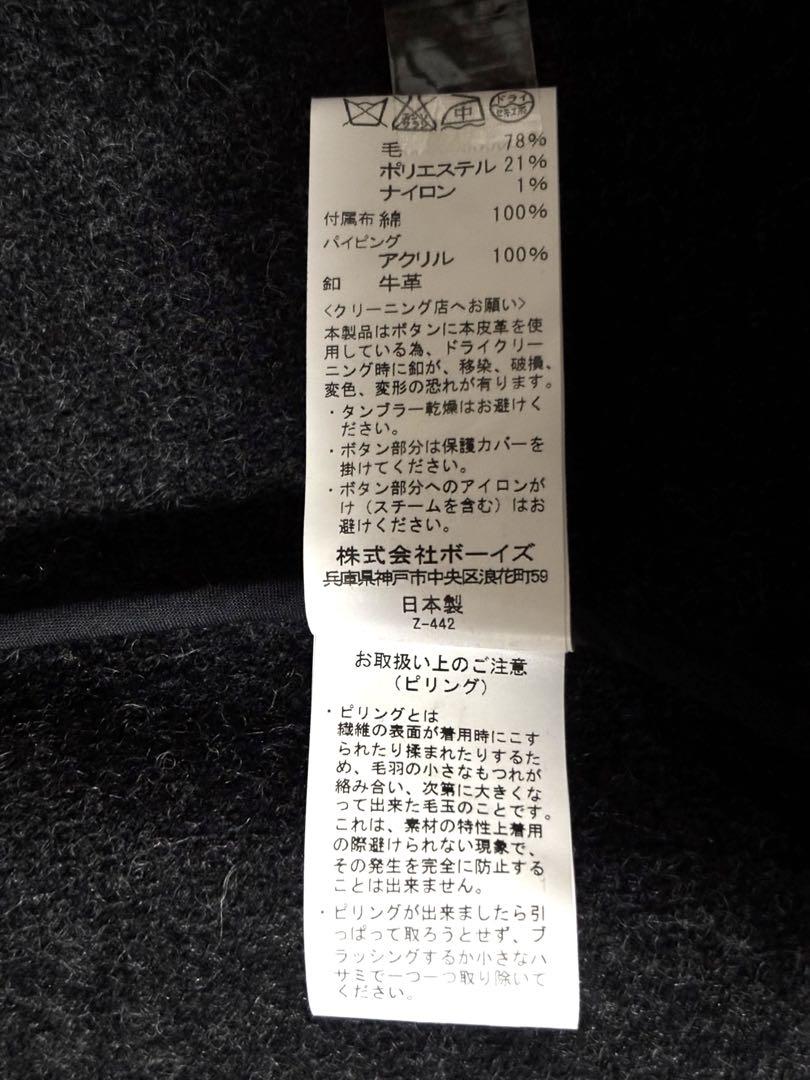 中 ドライ
セキユ系
毛 78%
ポリエステル 21%
ナイロン 1%
付属布 綿 100%
パイピング
アクリル 100%
釦 牛革
<クリーニング店へお願い>
本製品はボタンに本皮革を使
用している為、ドライクリー
ニング時に釦が、移染、破損、
変色、変形の恐れが有ります。
・タンブラー乾燥はお避けく
ださい。
・ボタン部分は保護カバーを
掛けてください。
・ボタン部分へのアイロンが
け(スチームを含む)はお
避けください。
株式会社ボーイズ
兵庫県神戸市中央区浪花町59
日本製
Z-442
お取扱い上のご注意
(ピリング)
・ピリングとは
繊維の表面が着用時にこす
られたり揉まれたりするた
め、毛羽の小さなもつれが
絡み合い、次第に大きくな
って出来た毛玉のことです。
これは、素材の特性上着用
の際避けられない現象で、
その発生を完全に防止する
ことは出来ません。
・ピリングが出来ましたら引
っぱって取ろうとせず、ブ
ラッシングするか小さなハ
サミで一つ一つ取り除いて
ください。